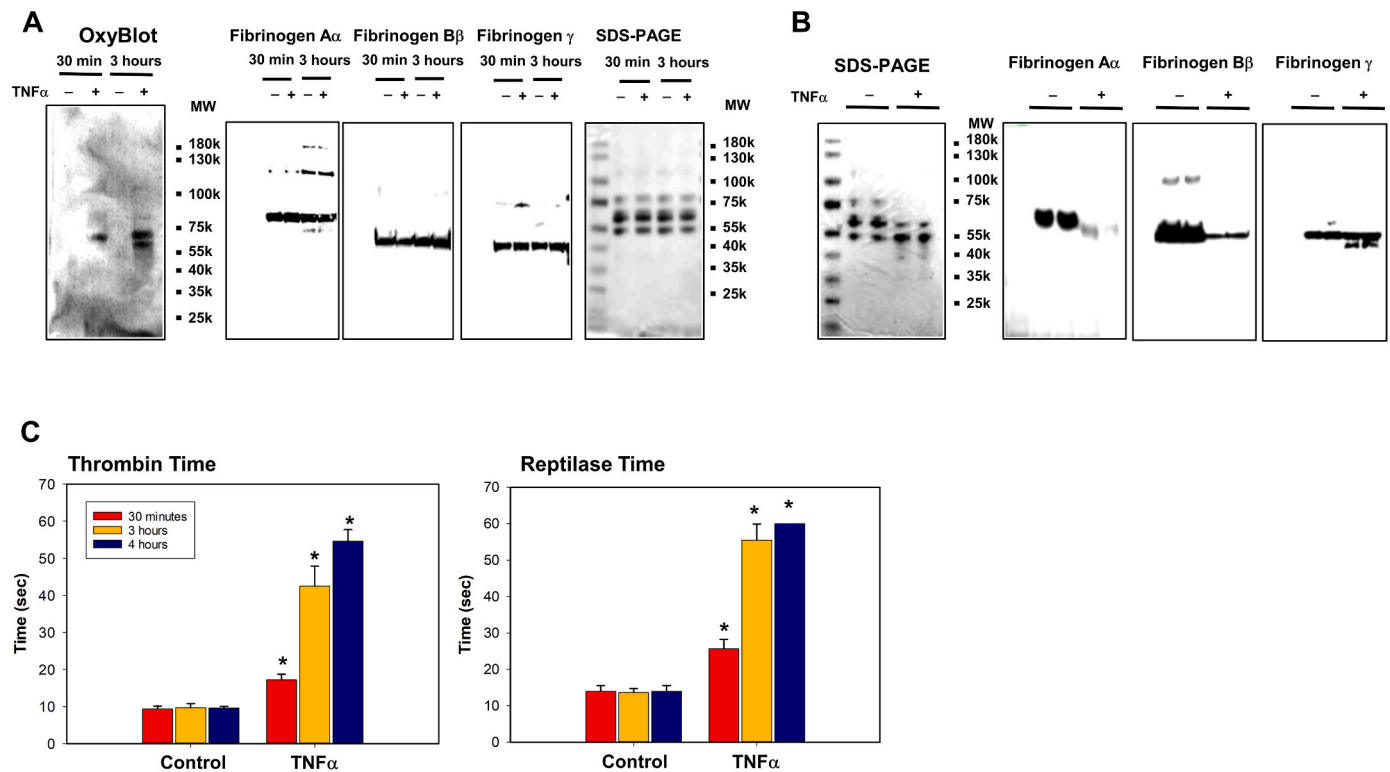 A
OxyBlot
30 min 3 hours
TNFα – + – +
MW
180k
130k
100k
75k
55k
40k
35k
25k
Fibrinogen Aα Fibrinogen Bβ Fibrinogen γ SDS-PAGE
30 min 3 hours 30 min 3 hours 30 min 3 hours 30 min 3 hours
– + – + – + – + – + – + – + – +
MW
180k
130k
100k
75k
55k
40k
35k
25k
B
SDS-PAGE
TNFα – +
MW
180k
130k
100k
75k
55k
40k
35k
25k
Fibrinogen Aα Fibrinogen Bβ Fibrinogen γ
– + – + – +
C
Thrombin Time
70
60
50
40
30
20
10
0
Time (sec)
30 minutes
3 hours
4 hours
* * *
Control TNFα
Reptilase Time
70
60
50
40
30
20
10
0
Time (sec)
* * *
Control TNFα